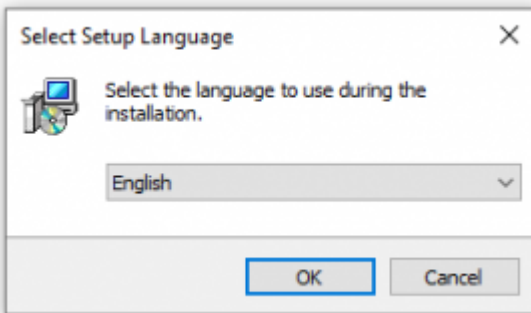 Select Setup Language
Select the language to use during the
installation.
English
OK
Cancel